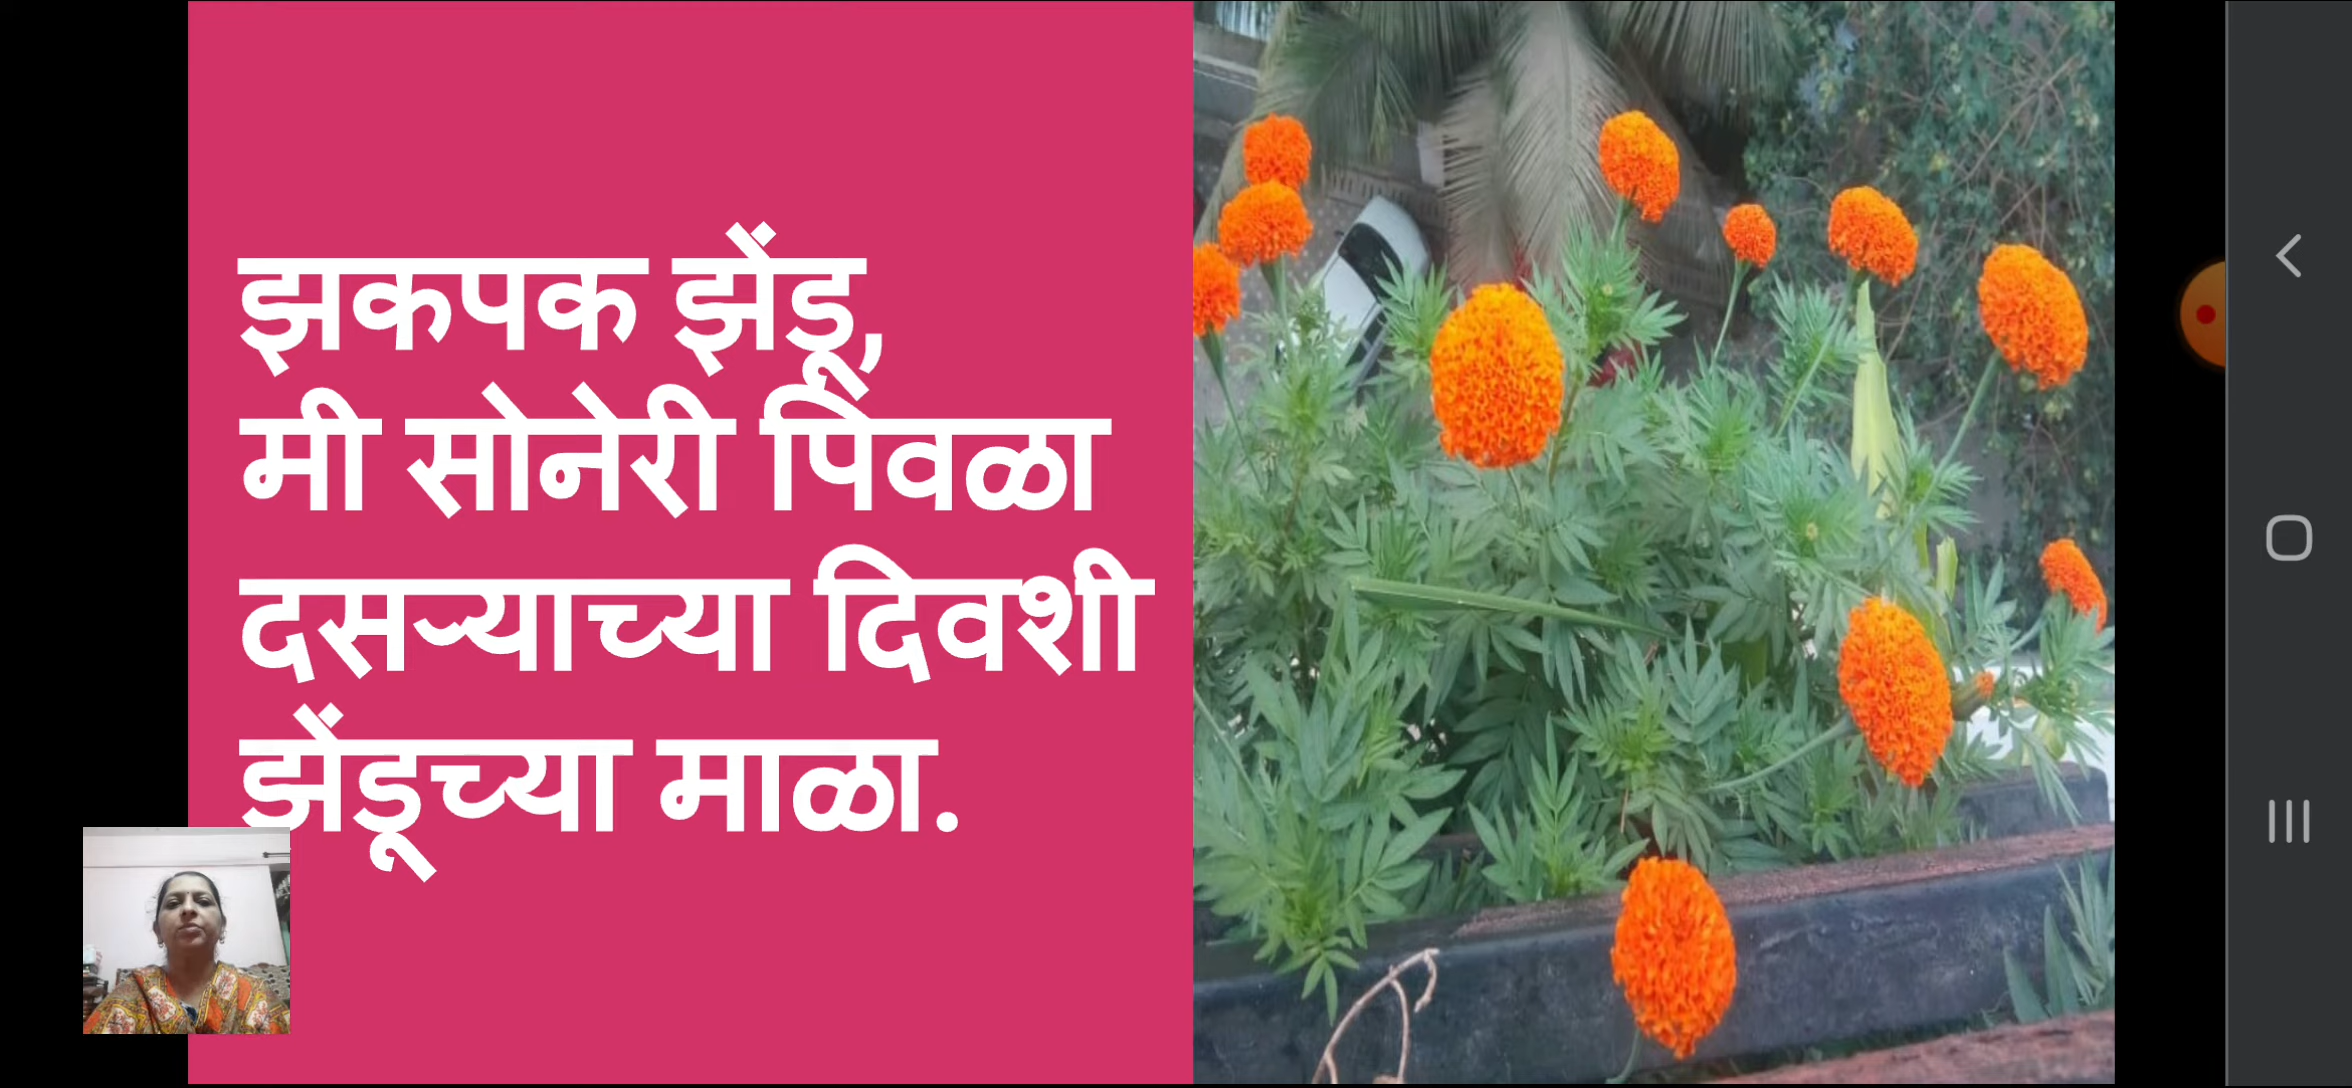 झकपक झेंडू,
मी सोनेरी पिवळा
दसऱ्याच्या दिवशी
झेंडूच्या माळा.